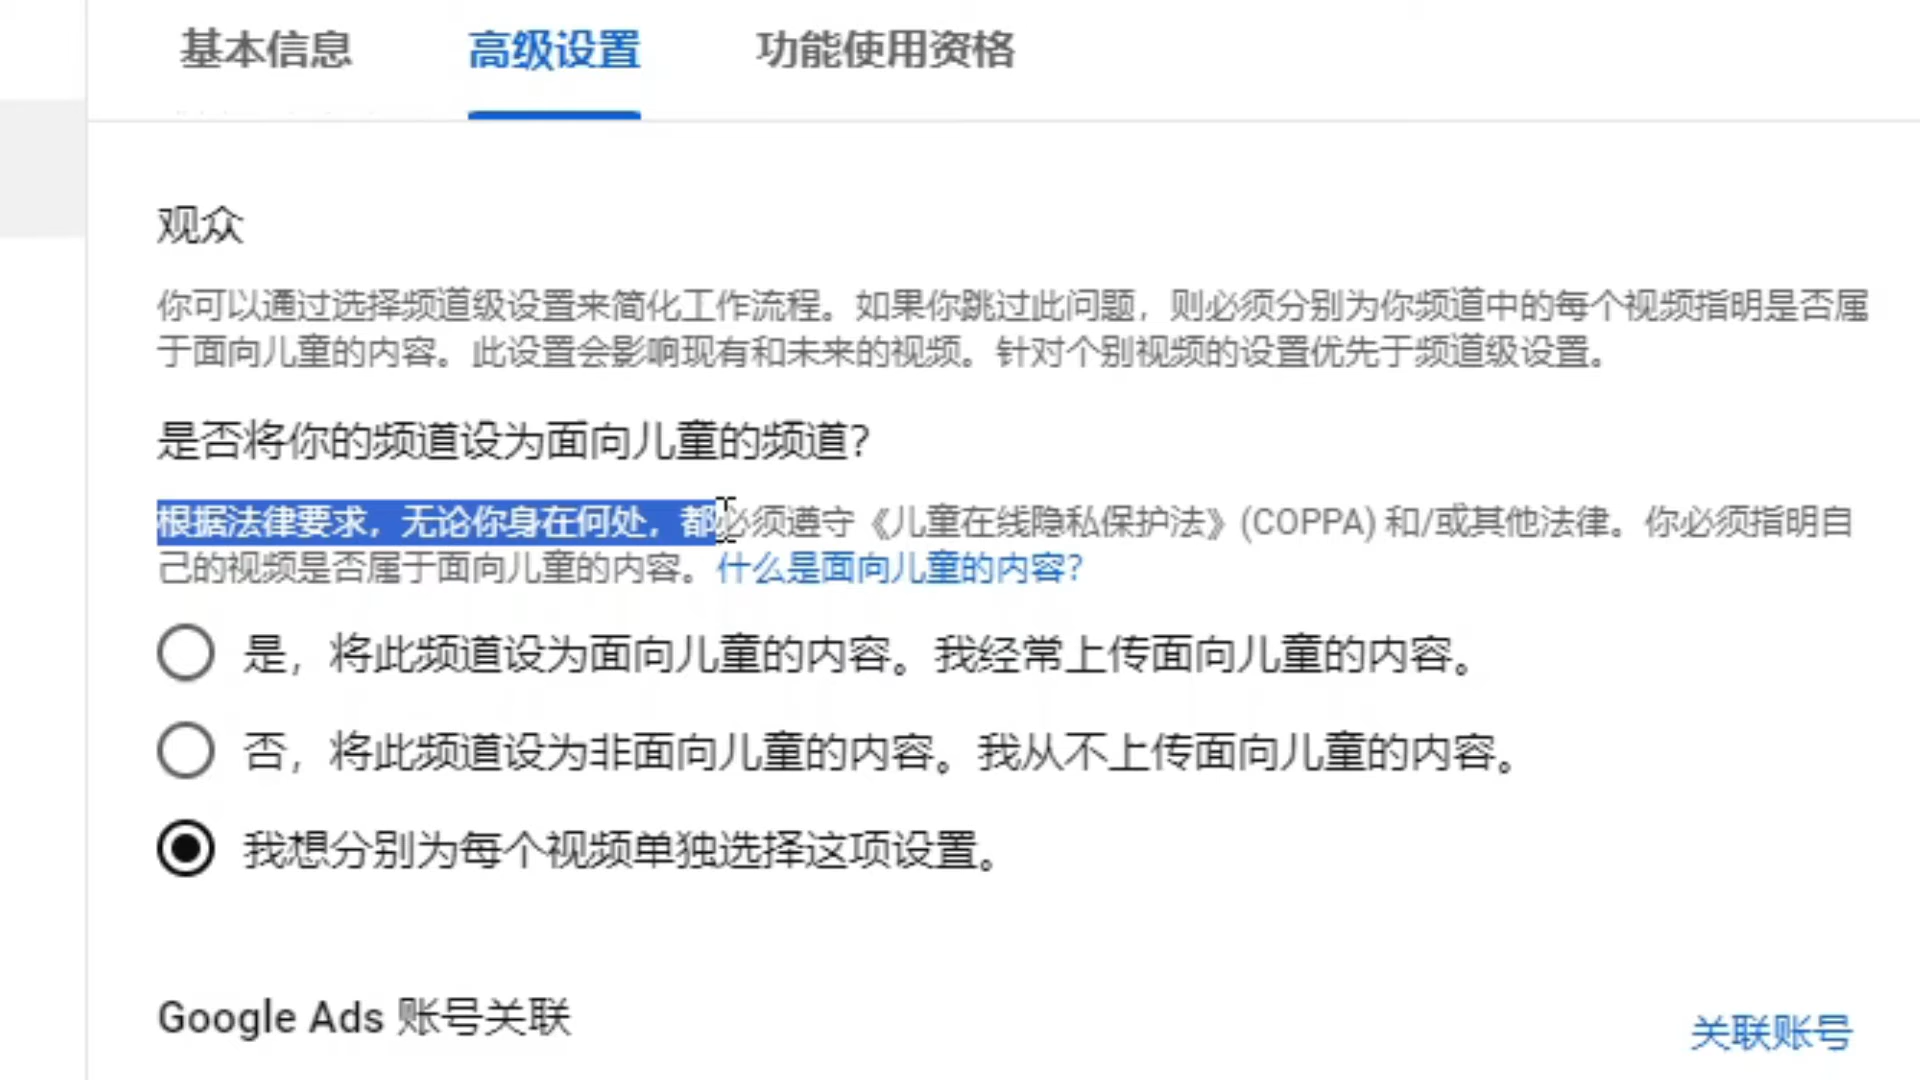 基本信息 高级设置 功能使用资格
观众
你可以通过选择频道级设置来简化工作流程。如果你跳过此问题，则必须分别为你频道中的每个视频指明是否属
于面向儿童的内容。此设置会影响现有和未来的视频。针对个别视频的设置优先于频道级设置。
是否将你的频道设为面向儿童的频道？
根据法律要求，无论你身在何处，都必须遵守《儿童在线隐私保护法》(COPPA) 和/或其他法律。你必须指明自
己的视频是否属于面向儿童的内容。什么是面向儿童的内容？
是，将此频道设为面向儿童的内容。我经常上传面向儿童的内容。
否，将此频道设为非面向儿童的内容。我从不上传面向儿童的内容。
我想分别为每个视频单独选择这项设置。
Google Ads 账号关联
关联账号